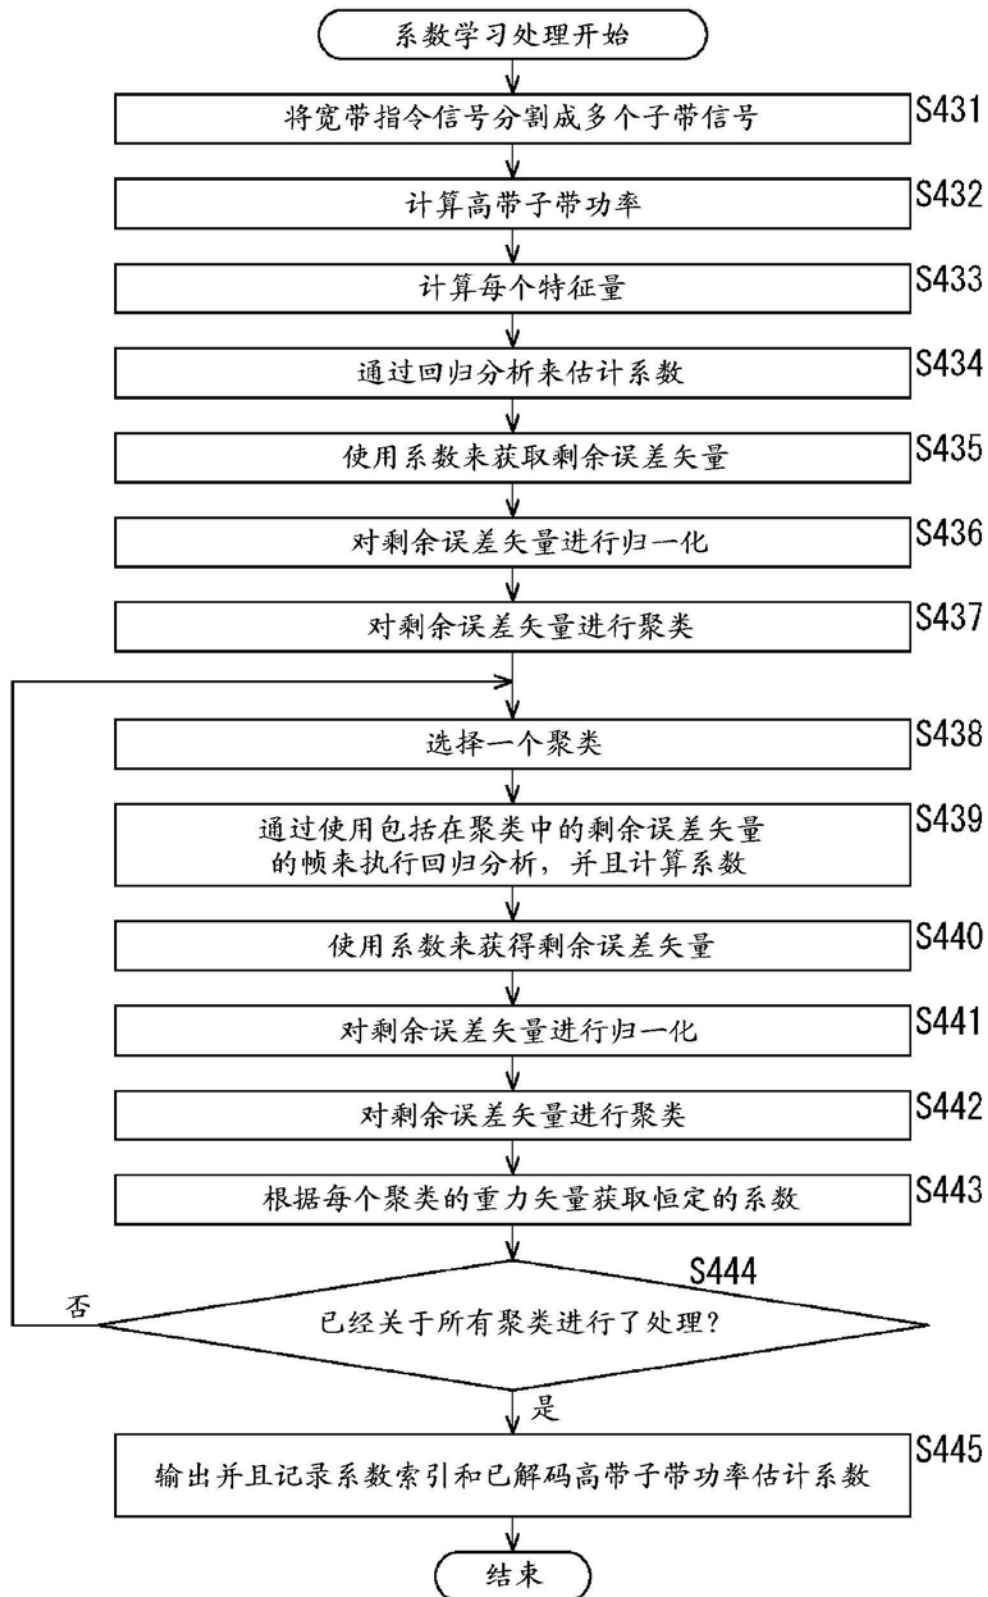 系数学习处理开始
将宽带指令信号分割成多个子带信号
S431
计算高带子带功率
S432
计算每个特征量
S433
通过回归分析来估计系数
S434
使用系数来获取剩余误差矢量
S435
对剩余误差矢量进行归一化
S436
对剩余误差矢量进行聚类
S437
选择一个聚类
S438
通过使用包括在聚类中的剩余误差矢量
的帧来执行回归分析，并且计算系数
S439
使用系数来获得剩余误差矢量
S440
对剩余误差矢量进行归一化
S441
对剩余误差矢量进行聚类
S442
根据每个聚类的重力矢量获取恒定的系数
S443
S444
否
已经关于所有聚类进行了处理？
是
输出并且记录系数索引和已解码高带子带功率估计系数
S445
结束